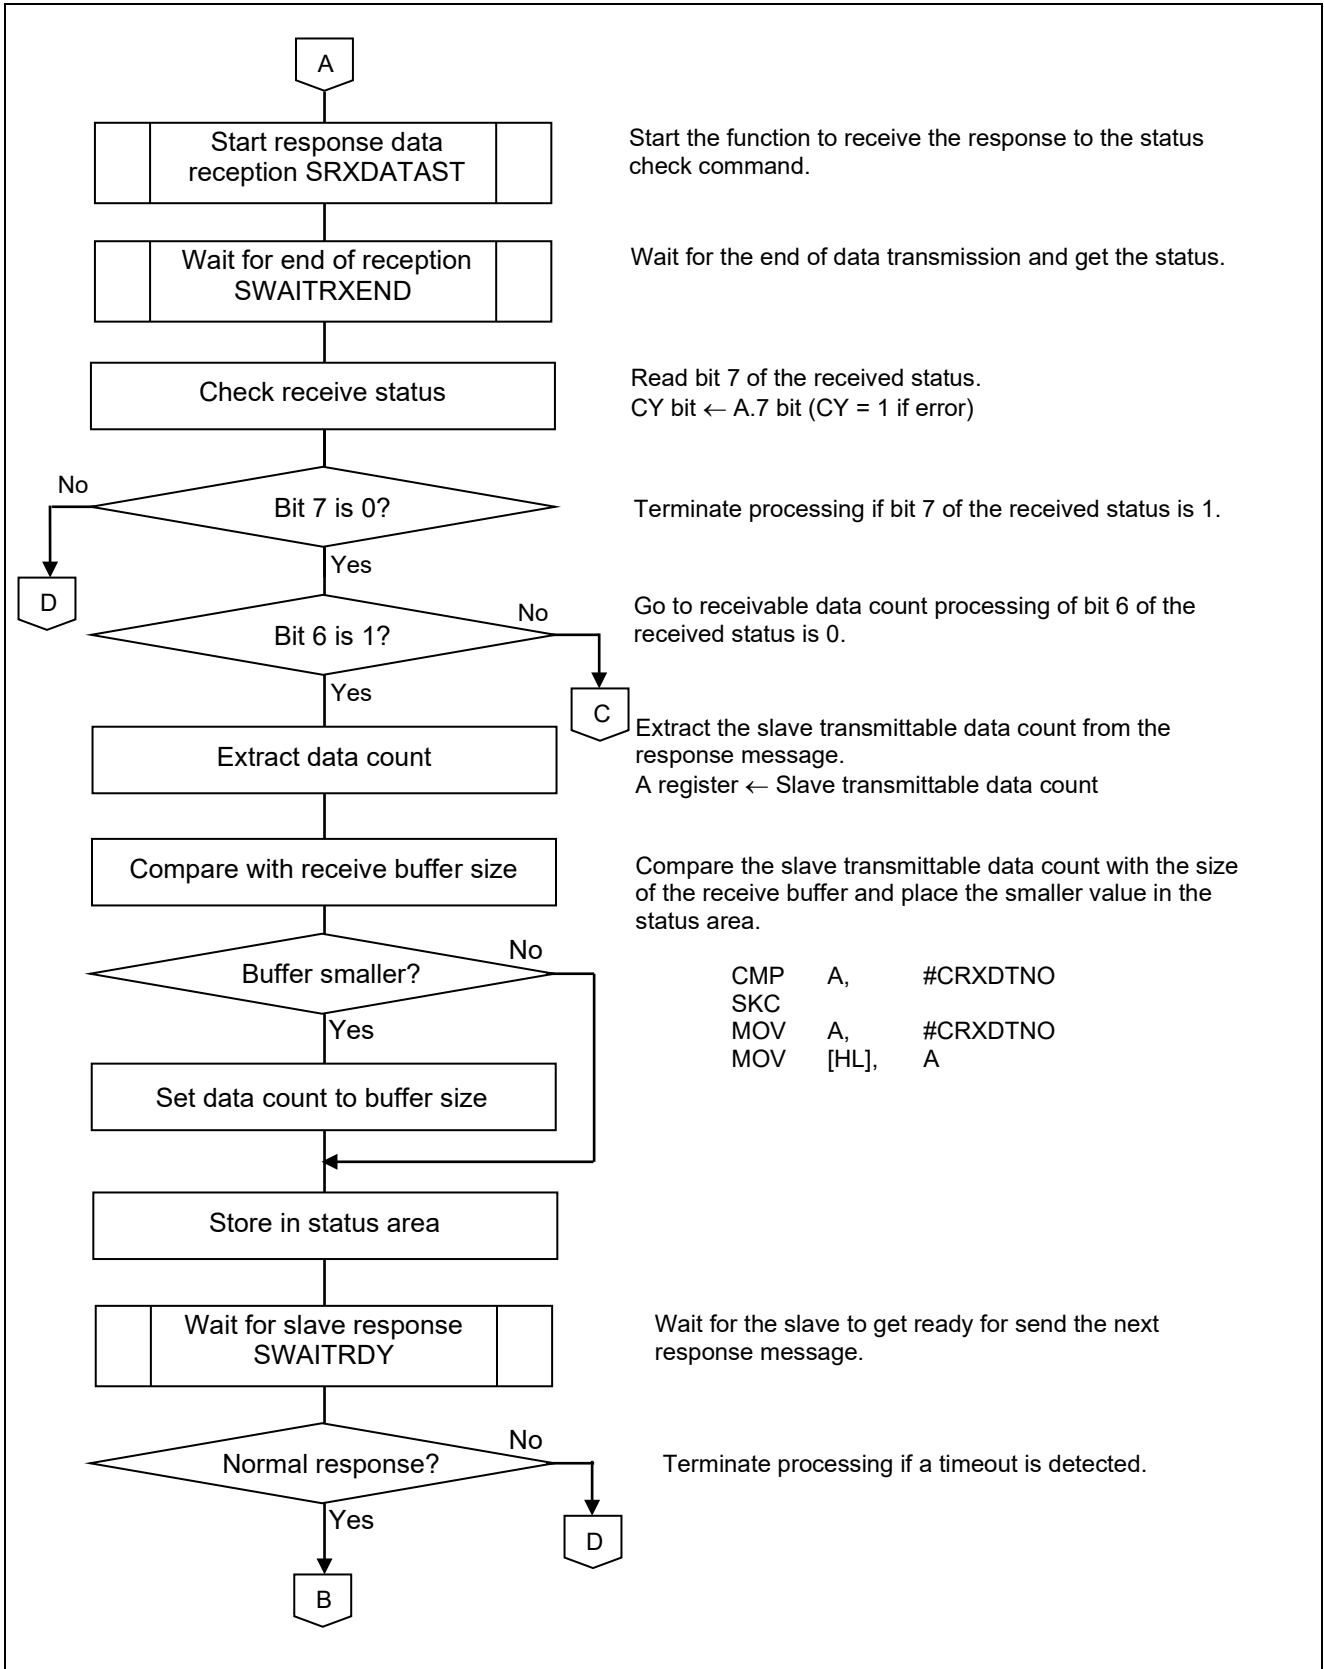 A
Start response data
reception SRXDATAST
Start the function to receive the response to the status
check command.
Wait for end of reception
SWAITRXEND
Wait for the end of data transmission and get the status.
Check receive status
Read bit 7 of the received status.
CY bit ← A.7 bit (CY = 1 if error)
No
Bit 7 is 0?
Terminate processing if bit 7 of the received status is 1.
Yes
D
No
Bit 6 is 1?
Go to receivable data count processing of bit 6 of the
received status is 0.
Yes
C
Extract data count
Extract the slave transmittable data count from the
response message.
A register ← Slave transmittable data count
Compare with receive buffer size
Compare the slave transmittable data count with the size
of the receive buffer and place the smaller value in the
status area.
No
Buffer smaller?
CMP A, #CRXDTNO
SKC
MOV A, #CRXDTNO
MOV [HL], A
Yes
Set data count to buffer size
Store in status area
Wait for slave response
SWAITRDY
Wait for the slave to get ready for send the next
response message.
No
Normal response?
Terminate processing if a timeout is detected.
Yes
D
B